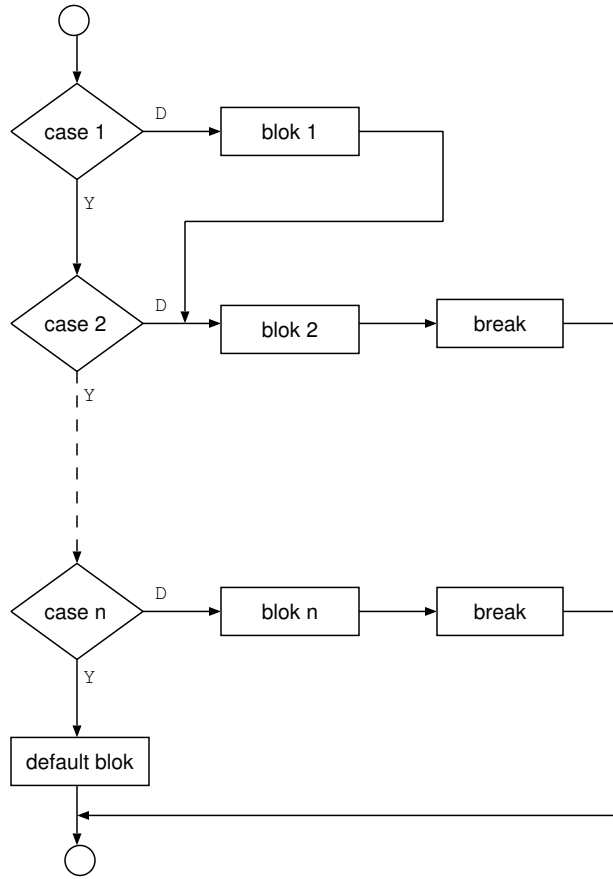 case 1
D
blok 1
Y
case 2
D
blok 2
break
Y
case n
D
blok n
break
Y
default blok